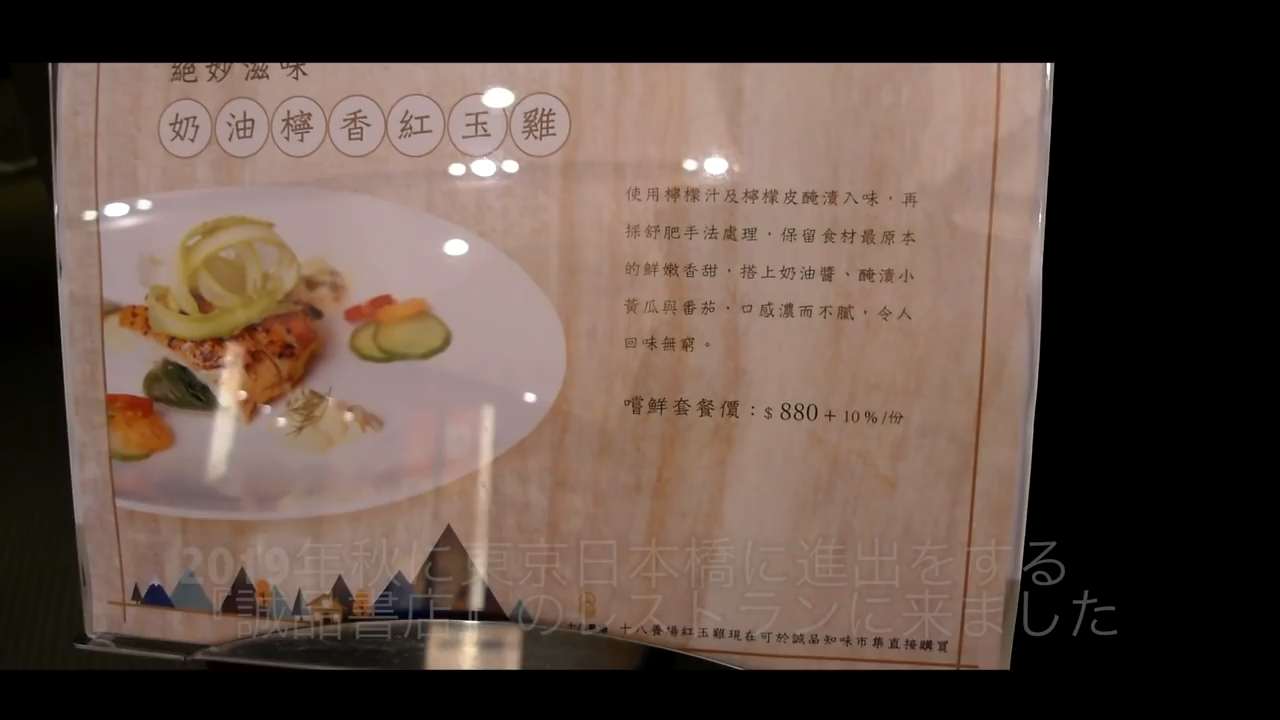 絕妙滋味
奶油檸香紅玉雞
使用檸檬汁及檸檬皮醃漬入味，再
採舒肥手法處理，保留食材最原本
的鮮嫩香甜，搭上奶油醬、醃漬小
黃瓜與番茄，口感濃而不膩，令人
回味無窮。
嚐鮮套餐價：$ 880 + 10 % /份
2019年秋に東京日本橋に進出をする
『誠品書店』のレストランに来ました
十八養場紅玉雞現在可於誠品知味市集直接購買